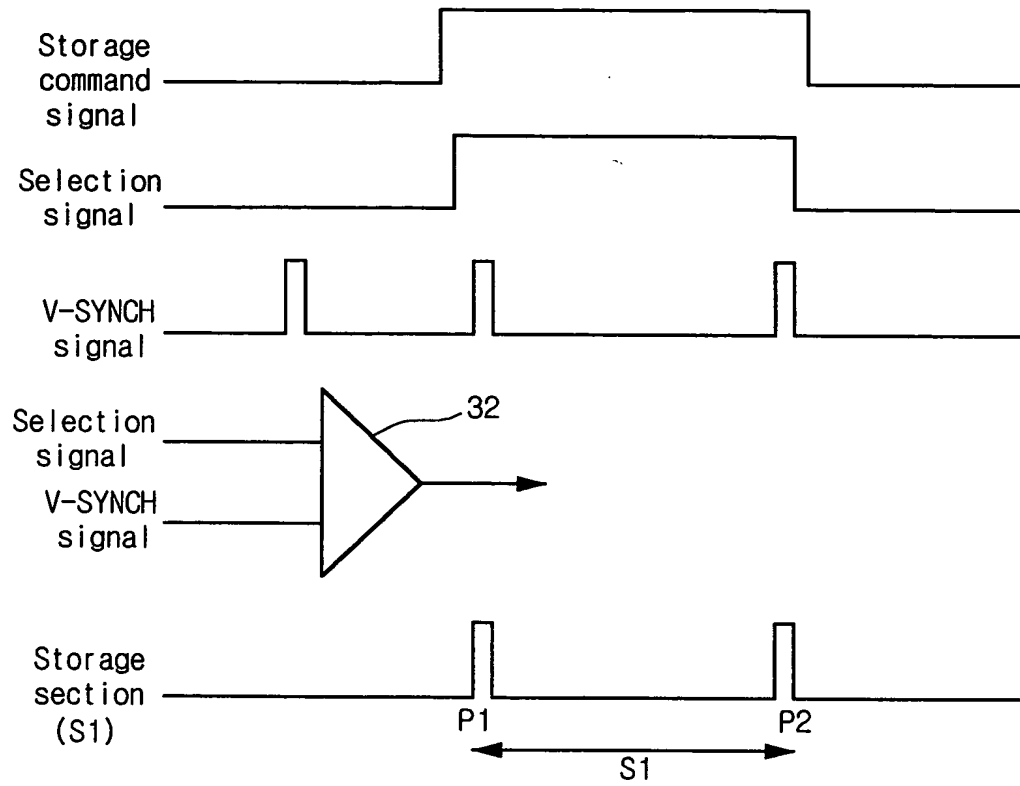 Storage
command
signal
Selection
signal
V-SYNCH
signal
Selection
signal
V-SYNCH
signal
32
Storage
section
(S1)
P1
P2
S1